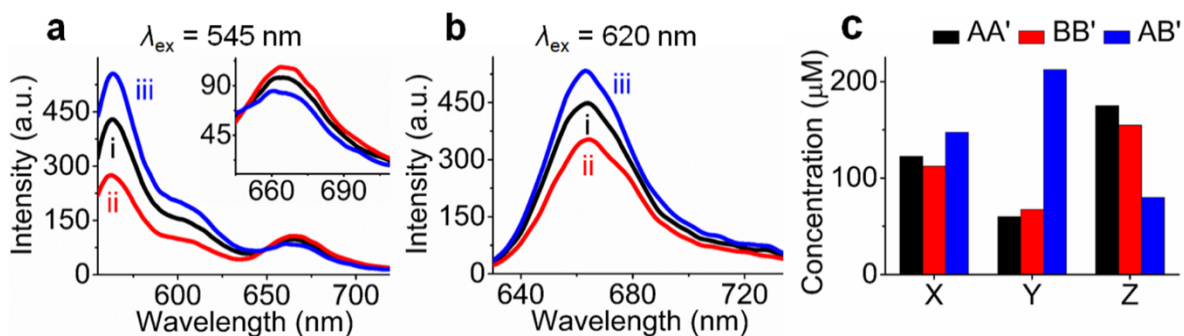 a
λex = 545 nm
Intensity (a.u.)
450
300
150
0
iii
i
ii
90
45
660 690
600 650 700
Wavelength (nm)
b
λex = 620 nm
Intensity (a.u.)
450
300
150
0
iii
i
ii
640 680 720
Wavelength (nm)
c
AA' BB' AB'
Concentration (µM)
200
100
0
X Y Z